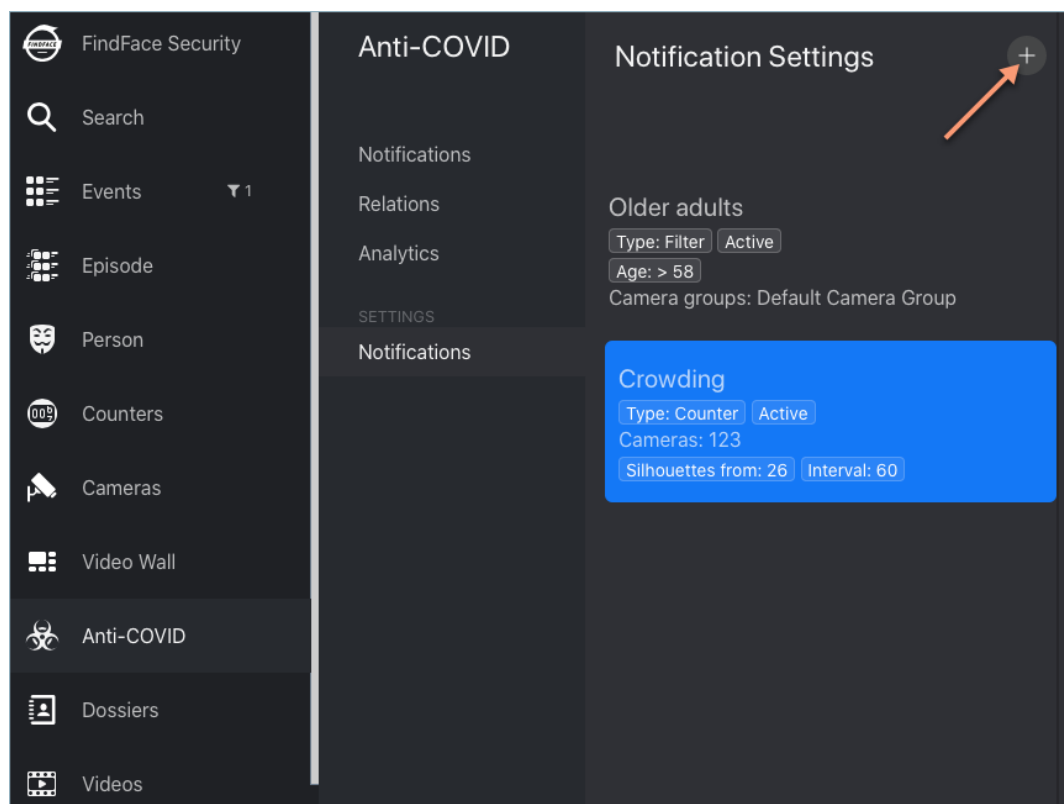 FINDFACE
FindFace Security
Search
Events 1
Episode
Person
Counters
Cameras
Video Wall
Anti-COVID
Dossiers
Videos
Anti-COVID
Notifications
Relations
Analytics
SETTINGS
Notifications
Notification Settings
+
Older adults
Type: Filter Active
Age: > 58
Camera groups: Default Camera Group
Crowding
Type: Counter Active
Cameras: 123
Silhouettes from: 26 Interval: 60